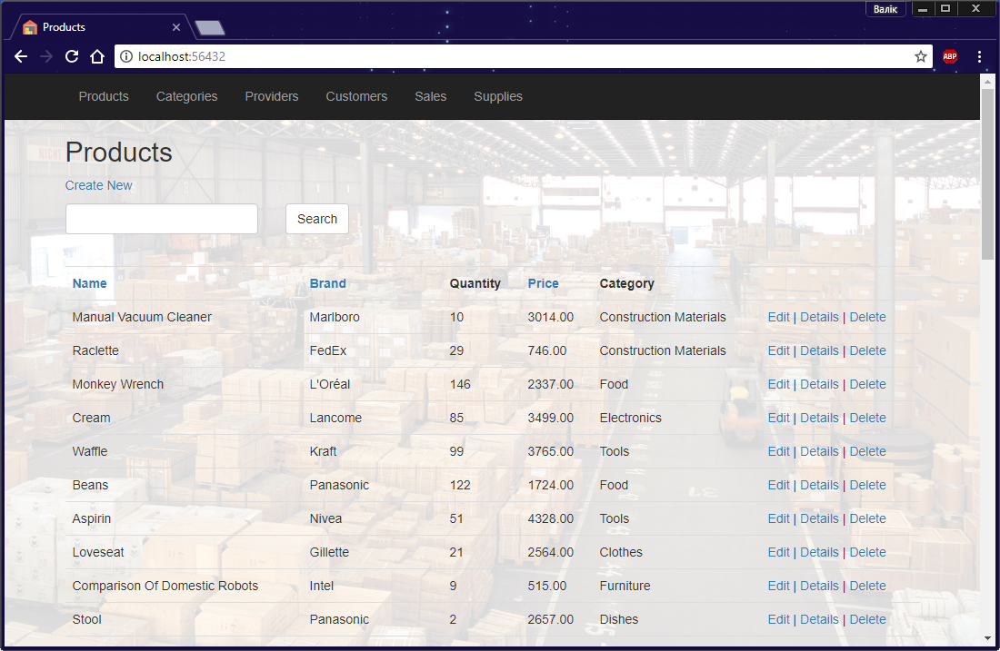 Валік
Products
localhost:56432
ABP
Products Categories Providers Customers Sales Supplies
Products
Create New
Search
Name Brand Quantity Price Category
Manual Vacuum Cleaner Marlboro 10 3014.00 Construction Materials Edit | Details | Delete
Raclette FedEx 29 746.00 Construction Materials Edit | Details | Delete
Monkey Wrench L'Oréal 146 2337.00 Food Edit | Details | Delete
Cream Lancome 85 3499.00 Electronics Edit | Details | Delete
Waffle Kraft 99 3765.00 Tools Edit | Details | Delete
Beans Panasonic 122 1724.00 Food Edit | Details | Delete
Aspirin Nivea 51 4328.00 Tools Edit | Details | Delete
Loveseat Gillette 21 2564.00 Clothes Edit | Details | Delete
Comparison Of Domestic Robots Intel 9 515.00 Furniture Edit | Details | Delete
Stool Panasonic 2 2657.00 Dishes Edit | Details | Delete